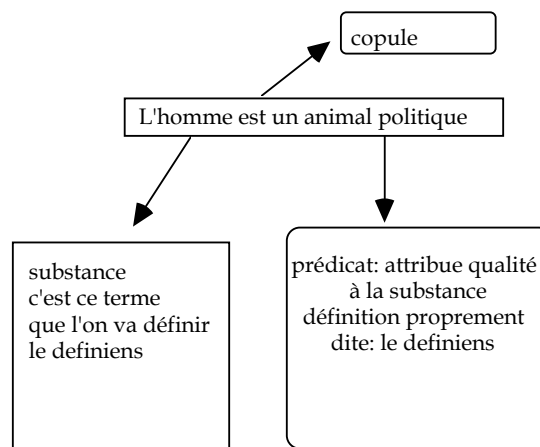 copule
L'homme est un animal politique
substance
c'est ce terme
que l'on va définir
le definiens
prédicat: attribue qualité
à la substance
définition proprement
dite: le definiens